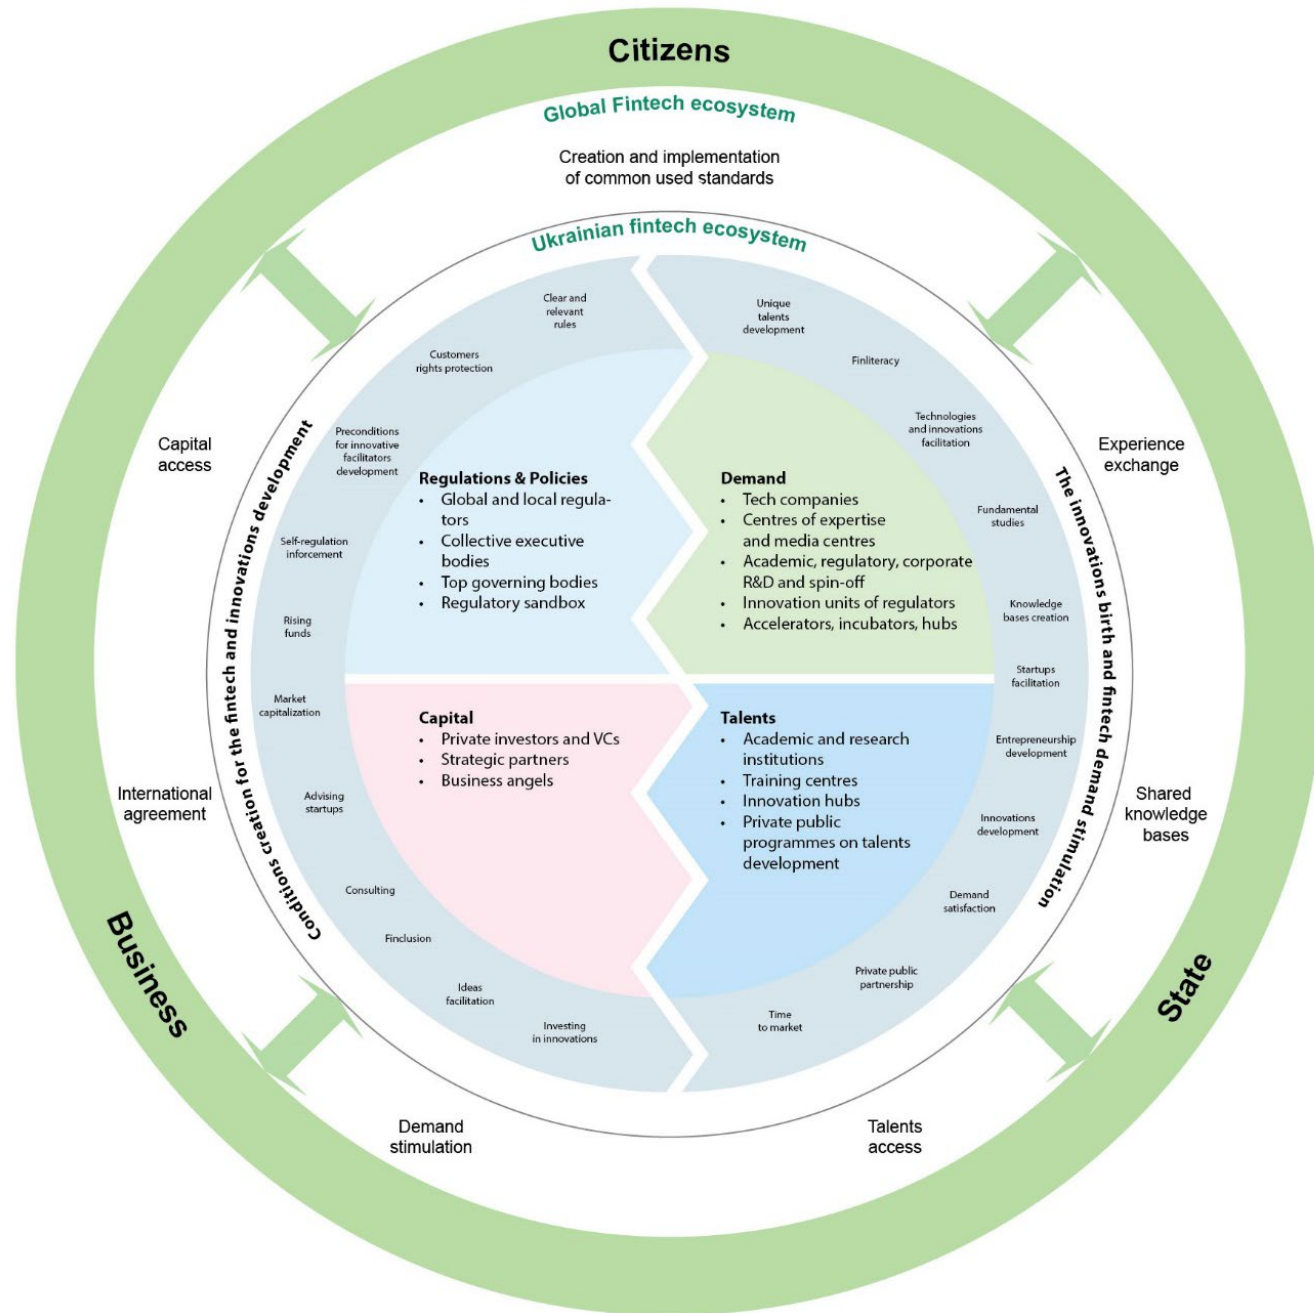 Citizens
Global Fintech ecosystem
Creation and implementation
of common used standards
Ukrainian fintech ecosystem
Capital
access
International
agreement
Demand
stimulation
Experience
exchange
Shared
knowledge
bases
Talents
access
Business
State
Conditions creation for the fintech and innovations development
The innovations birth and fintech demand stimulation
Clear and
relevant
rules
Customers
rights protection
Preconditions
for innovative
facilitators
development
Self-regulation
inforcement
Rising
funds
Market
capitalization
Advising
startups
Consulting
Finclusion
Ideas
facilitation
Investing
in innovations
Unique
talents
development
Finliteracy
Technologies
and innovations
facilitation
Fundamental
studies
Knowledge
bases creation
Startups
facilitation
Entrepreneurship
development
Innovations
development
Demand
satisfaction
Private public
partnership
Time
to market
Regulations & Policies
• Global and local regula-
tors
• Collective executive
bodies
• Top governing bodies
• Regulatory sandbox
Demand
• Tech companies
• Centres of expertise
and media centres
• Academic, regulatory, corporate
R&D and spin-off
• Innovation units of regulators
• Accelerators, incubators, hubs
Capital
• Private investors and VCs
• Strategic partners
• Business angels
Talents
• Academic and research
institutions
• Training centres
• Innovation hubs
• Private public
programmes on talents
development